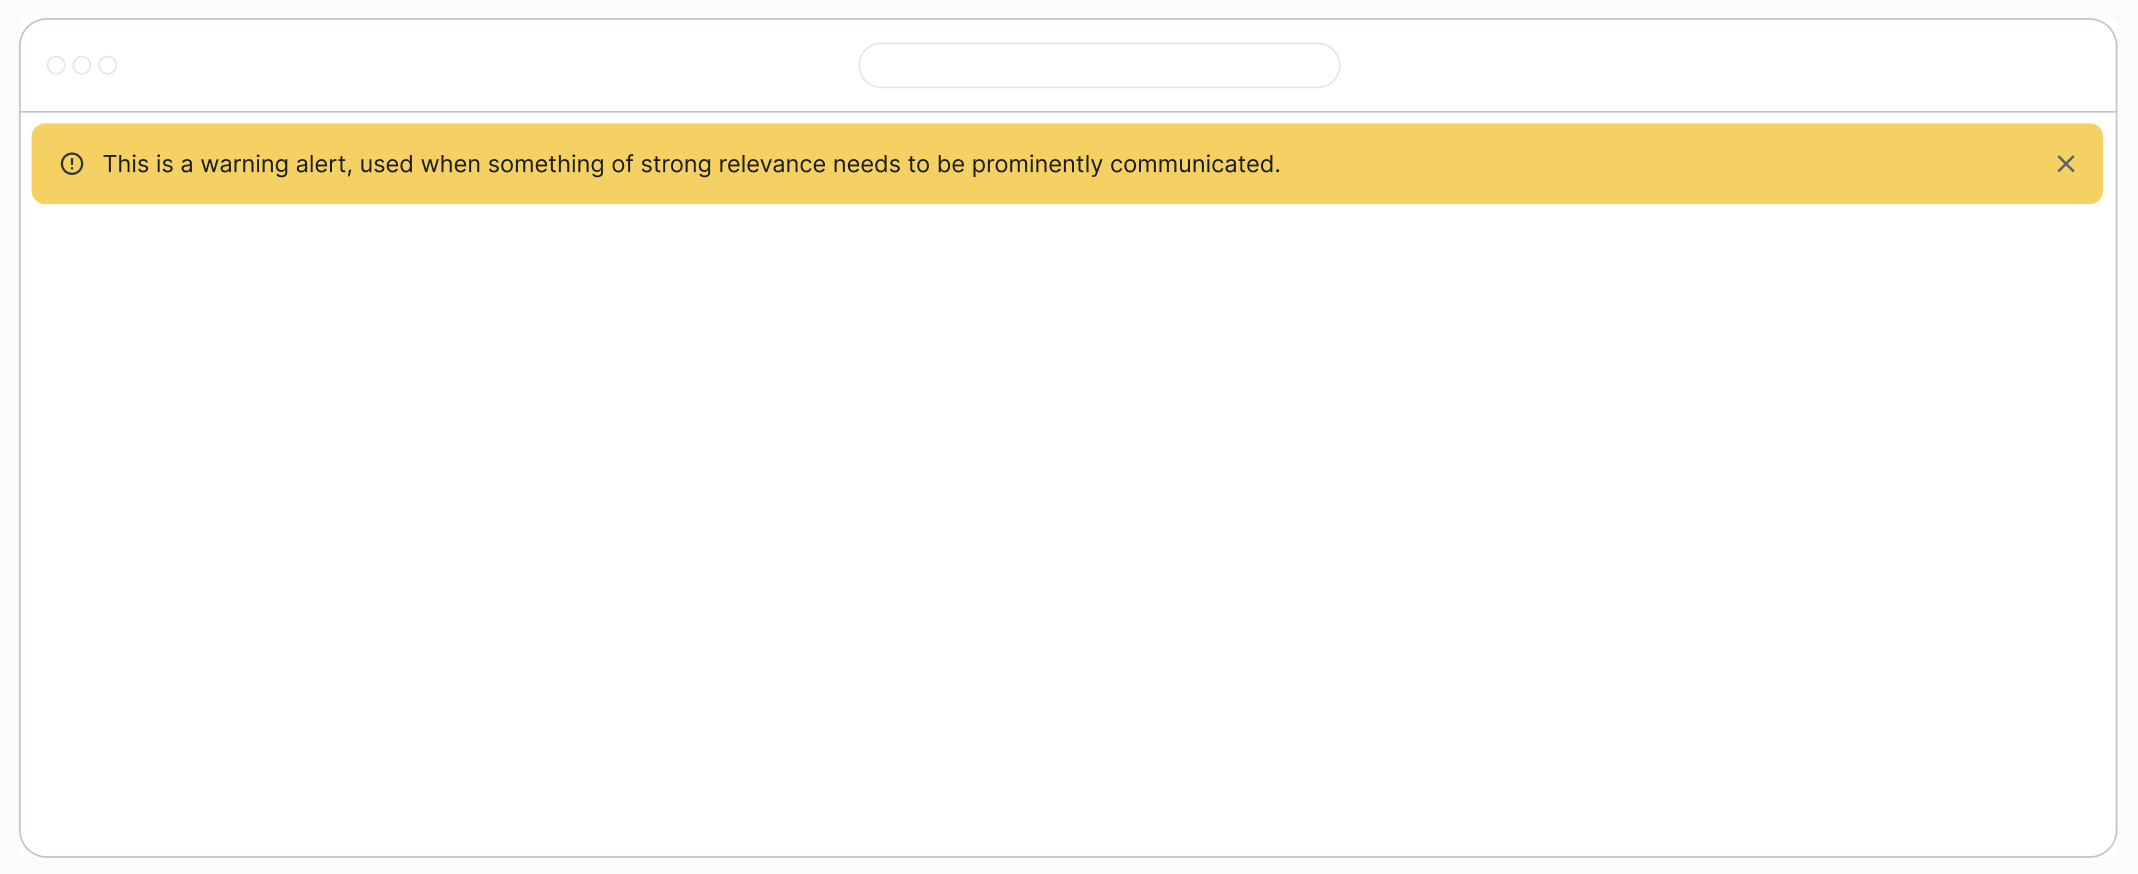 This is a warning alert, used when something of strong relevance needs to be prominently communicated.